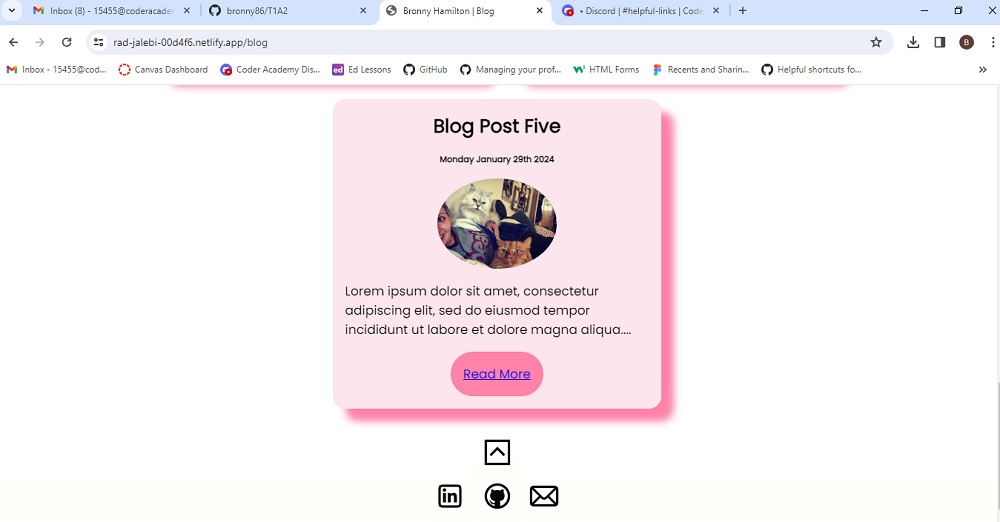 Inbox (8) - 15455@coderacader
bronny86/T1A2
Bronny Hamilton | Blog
• Discord | #helpful-links | Code
rad-jalebi-00d4f6.netlify.app/blog
B
Inbox - 15455@cod...
Canvas Dashboard
Coder Academy Dis...
ed
Ed Lessons
GitHub
Managing your prof...
HTML Forms
Recents and Sharin...
Helpful shortcuts fo...
Blog Post Five
Monday January 29th 2024
Lorem ipsum dolor sit amet, consectetur
adipiscing elit, sed do eiusmod tempor
incididunt ut labore et dolore magna aliqua....
Read More
in